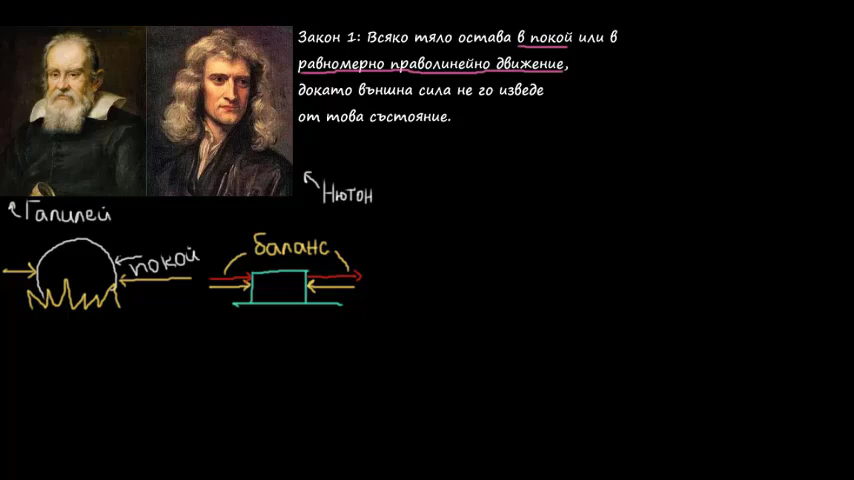 Закон 1: Всяко тяло остава в покой или в
равномерно праволинейно движение,
докато външна сила не го изведе
от това състояние.
Нютон
Галилей
покой
баланс